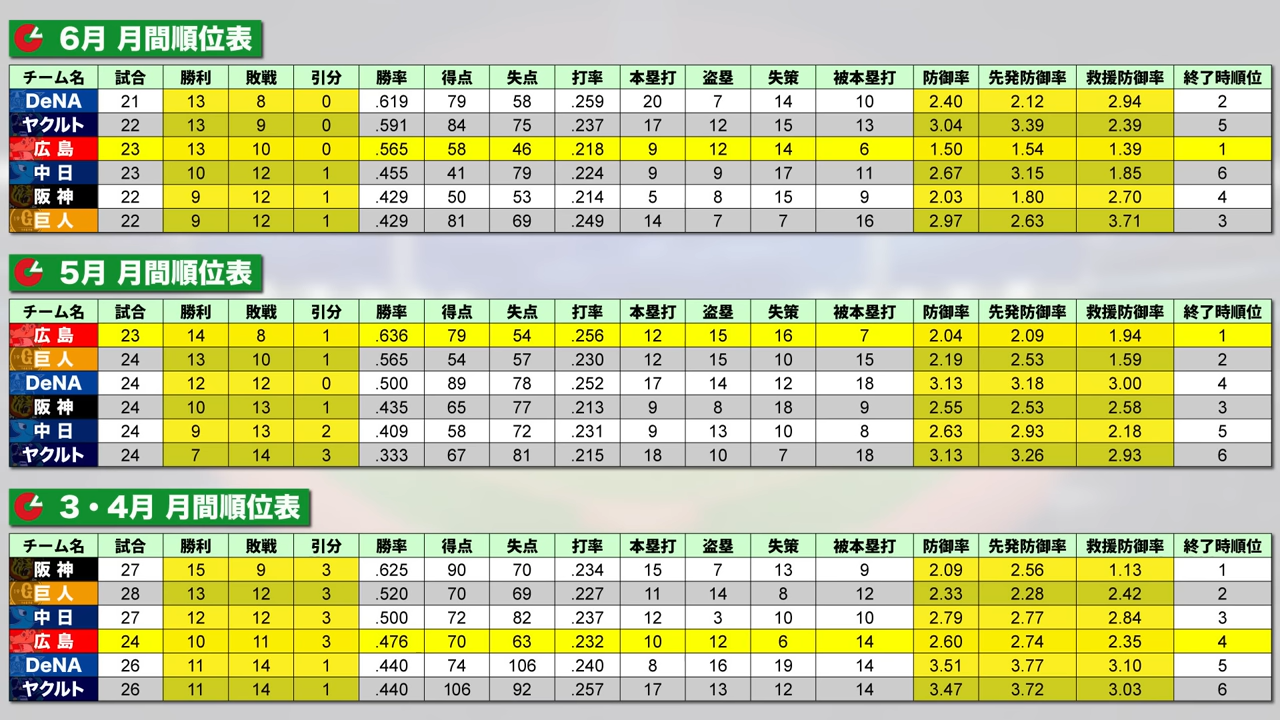 6月 月間順位表
チーム名 試合 勝利 敗戦 引分 勝率 得点 失点 打率 本塁打 盗塁 失策 被本塁打 防御率 先発防御率 救援防御率 終了時順位
DeNA 21 13 8 0 .619 79 58 .259 20 7 14 10 2.40 2.12 2.94 2
ヤクルト 22 13 9 0 .591 84 75 .237 17 12 15 13 3.04 3.39 2.39 5
広島 23 13 10 0 .565 58 46 .218 9 12 14 6 1.50 1.54 1.39 1
中日 23 10 12 1 .455 41 79 .224 9 9 17 11 2.67 3.15 1.85 6
阪神 22 9 12 1 .429 50 53 .214 5 8 15 9 2.03 1.80 2.70 4
巨人 22 9 12 1 .429 81 69 .249 14 7 7 16 2.97 2.63 3.71 3
5月 月間順位表
チーム名 試合 勝利 敗戦 引分 勝率 得点 失点 打率 本塁打 盗塁 失策 被本塁打 防御率 先発防御率 救援防御率 終了時順位
広島 23 14 8 1 .636 79 54 .256 12 15 16 7 2.04 2.09 1.94 1
巨人 24 13 10 1 .565 54 57 .230 12 15 10 15 2.19 2.53 1.59 2
DeNA 24 12 12 0 .500 89 78 .252 17 14 12 18 3.13 3.18 3.00 4
阪神 24 10 13 1 .435 65 77 .213 9 8 18 9 2.55 2.53 2.58 3
中日 24 9 13 2 .409 58 72 .231 9 13 10 8 2.63 2.93 2.18 5
ヤクルト 24 7 14 3 .333 67 81 .215 18 10 7 18 3.13 3.26 2.93 6
3・4月 月間順位表
チーム名 試合 勝利 敗戦 引分 勝率 得点 失点 打率 本塁打 盗塁 失策 被本塁打 防御率 先発防御率 救援防御率 終了時順位
阪神 27 15 9 3 .625 90 70 .234 15 7 13 9 2.09 2.56 1.13 1
巨人 28 13 12 3 .520 70 69 .227 11 14 8 12 2.33 2.28 2.42 2
中日 27 12 12 3 .500 72 82 .237 12 3 10 10 2.79 2.77 2.84 3
広島 24 10 11 3 .476 70 63 .232 10 12 6 14 2.60 2.74 2.35 4
DeNA 26 11 14 1 .440 74 106 .240 8 16 19 14 3.51 3.77 3.10 5
ヤクルト 26 11 14 1 .440 106 92 .257 17 13 12 14 3.47 3.72 3.03 6